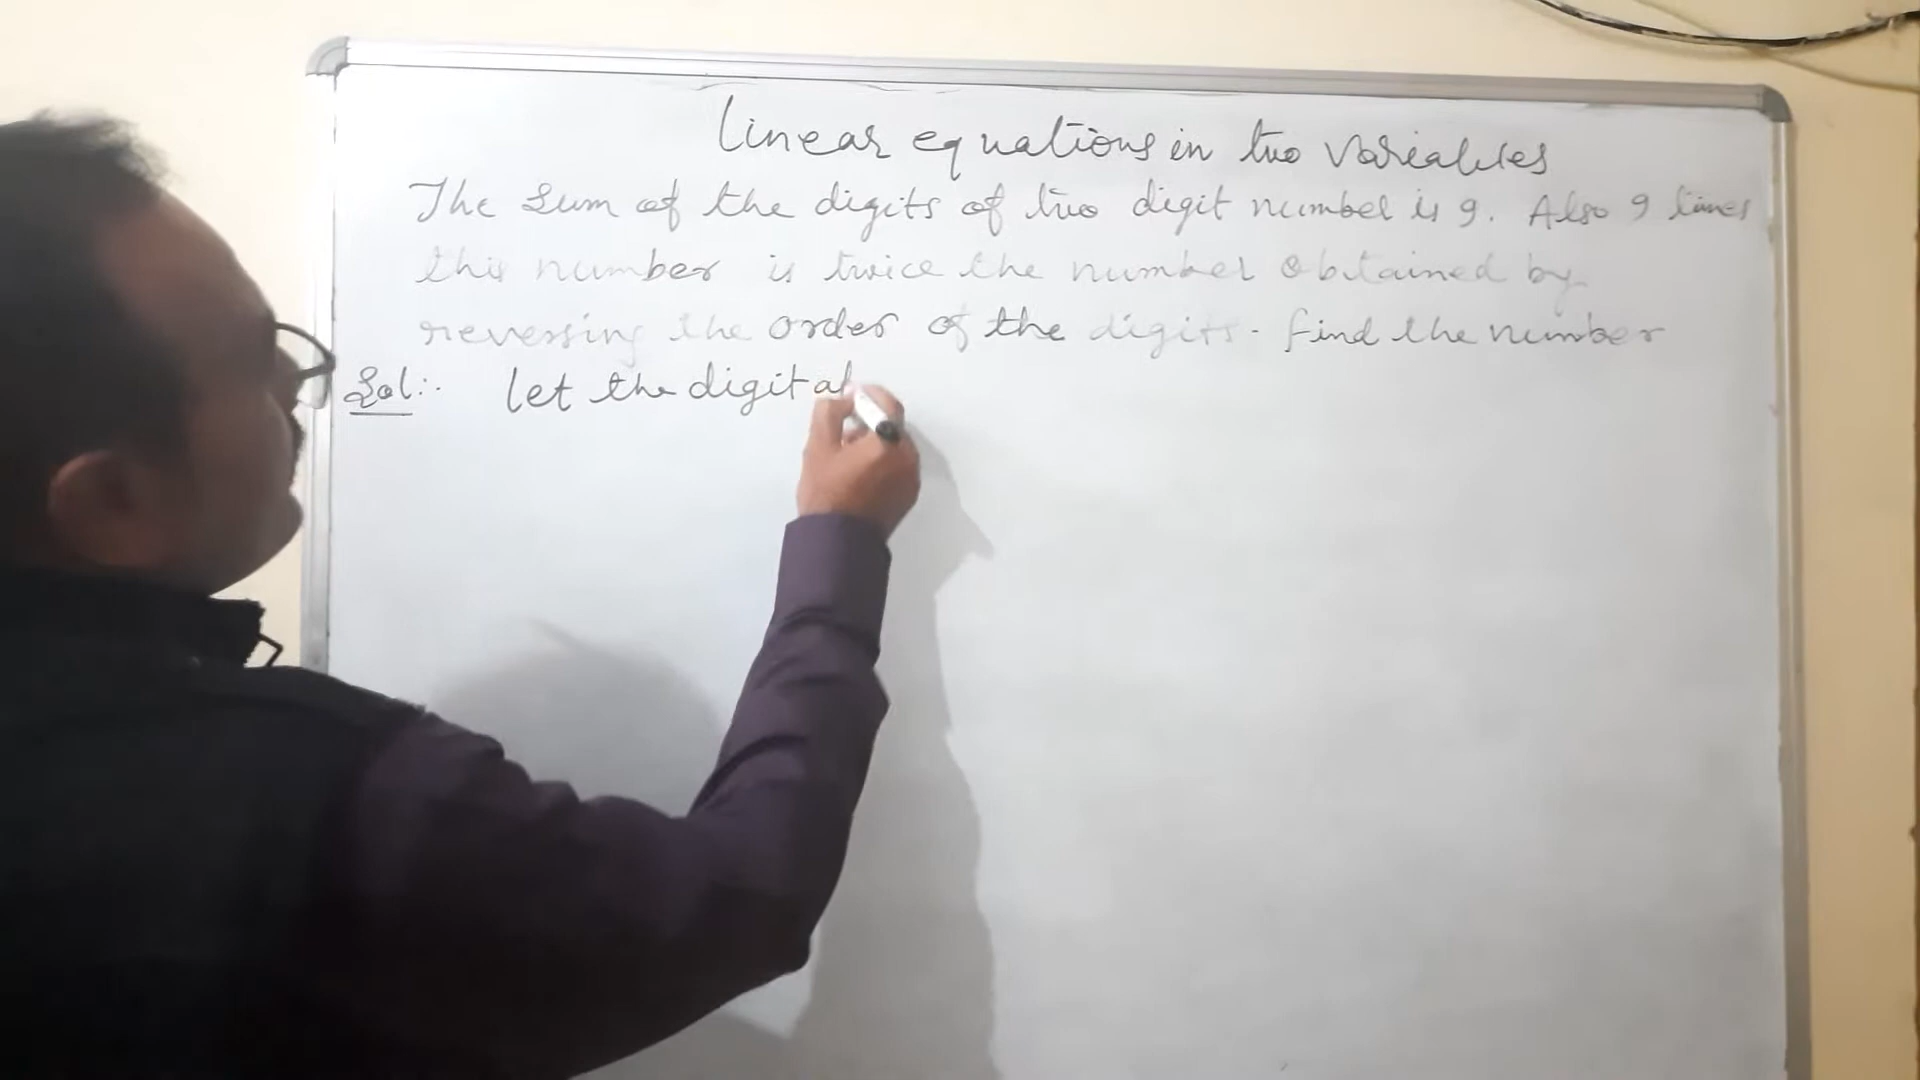 Linear equations in two variables
The sum of the digits of two digit number is 9. Also 9 times
this number is twice the number obtained by
reversing the order of the digits. find the number
Sol:. let the digit at